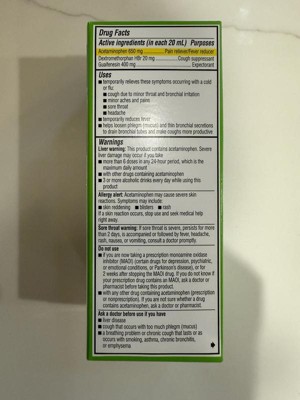 Drug Facts
Active ingredients (in each 20 mL) Purposes
Acetaminophen 650 mg Pain reliever/Fever reducer
Dextromethorphan HBr 20 mg Cough suppressant
Guaifenesin 400 mg Expectorant
Uses
■ temporarily relieves these symptoms occurring with a cold
or flu:
■ cough due to minor throat and bronchial irritation
■ minor aches and pains
■ sore throat
■ headache
■ temporarily reduces fever
■ helps loosen phlegm (mucus) and thin bronchial secretions
to drain bronchial tubes and make coughs more productive
Warnings
Liver warning: This product contains acetaminophen. Severe
liver damage may occur if you take
■ more than 6 doses in any 24-hour period, which is the
maximum daily amount
■ with other drugs containing acetaminophen
■ 3 or more alcoholic drinks every day while using this
product
Allergy alert: Acetaminophen may cause severe skin
reactions. Symptoms may include:
■ skin reddening ■ blisters ■ rash
If a skin reaction occurs, stop use and seek medical help
right away.
Sore throat warning: If sore throat is severe, persists for more
than 2 days, is accompanied or followed by fever, headache,
rash, nausea, or vomiting, consult a doctor promptly.
Do not use
■ if you are now taking a prescription monoamine oxidase
inhibitor (MAOI) (certain drugs for depression, psychiatric,
or emotional conditions, or Parkinson's disease), or for
2 weeks after stopping the MAOI drug. If you do not know if
your prescription drug contains an MAOI, ask a doctor or
pharmacist before taking this product.
■ with any other drug containing acetaminophen (prescription
or nonprescription). If you are not sure whether a drug
contains acetaminophen, ask a doctor or pharmacist.
Ask a doctor before use if you have
■ liver disease
■ cough that occurs with too much phlegm (mucus)
■ a breathing problem or chronic cough that lasts or as
occurs with smoking, asthma, chronic bronchitis,
or emphysema